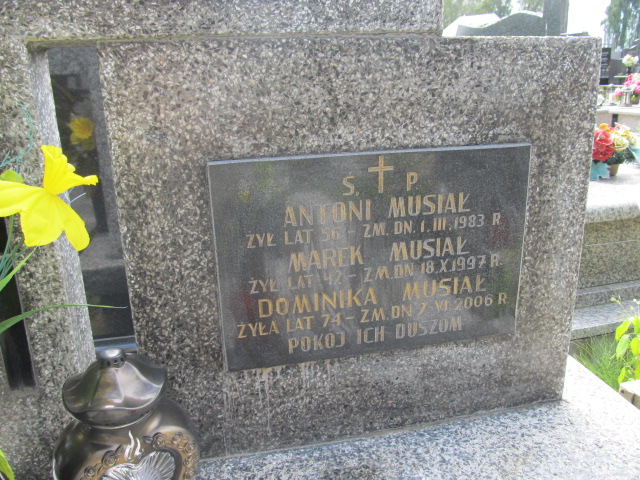 Ś. P.
ANTONI MUSIAŁ
ŻYŁ LAT 56 - ZM. DN. 1.III.1983 R.
MAREK MUSIAŁ
ŻYŁ LAT 42 - ZM. DN 18.X.1997 R.
DOMINIKA MUSIAŁ
ŻYŁA LAT 74 - ZM. DN 7.VI.2006 R
POKÓJ ICH DUSZOM